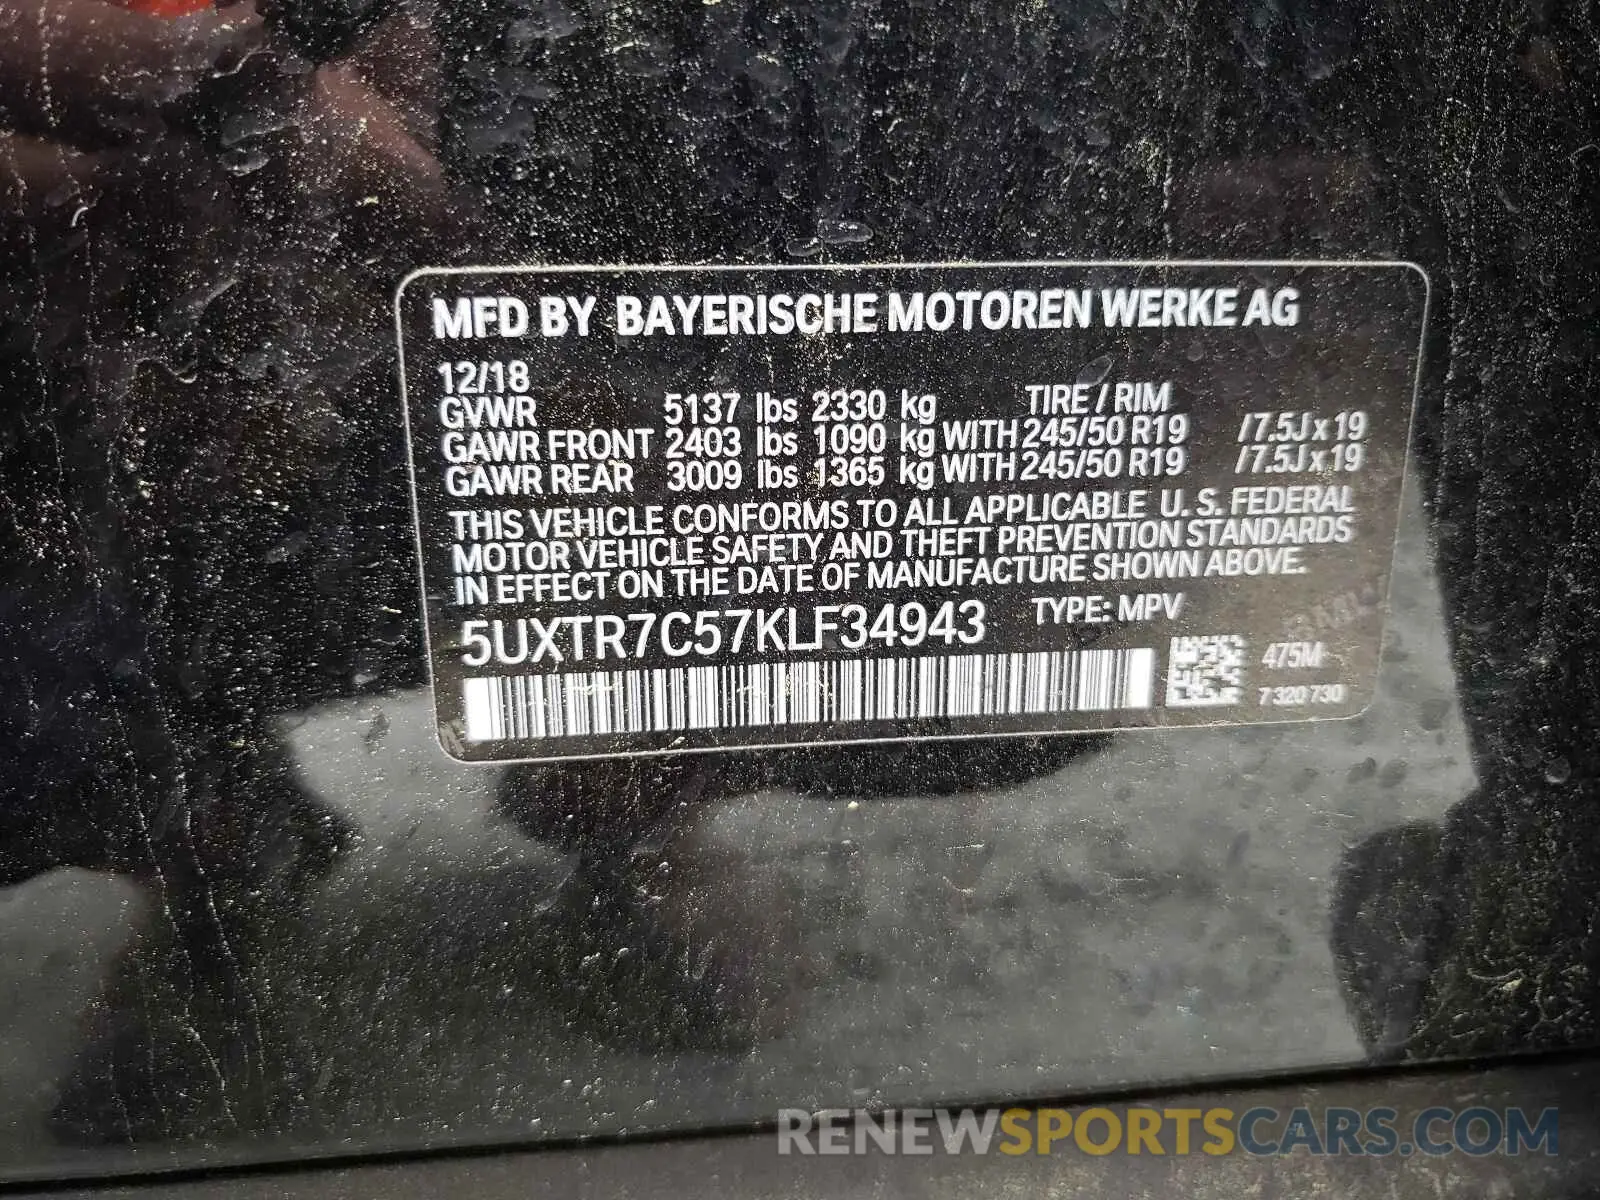 MFD BY BAYERISCHE MOTOREN WERKE AG
12/18
GVWR 5137 lbs 2330 kg TIRE / RIM
GAWR FRONT 2403 lbs 1090 kg WITH 245/50 R19 / 7.5J x 19
GAWR REAR 3009 lbs 1365 kg WITH 245/50 R19 / 7.5J x 19
THIS VEHICLE CONFORMS TO ALL APPLICABLE U. S. FEDERAL
MOTOR VEHICLE SAFETY AND THEFT PREVENTION STANDARDS
IN EFFECT ON THE DATE OF MANUFACTURE SHOWN ABOVE.
5UXTR7C57KLF34943 TYPE: MPV
475M
7 320 730
RENEWSPORTSCARS.COM